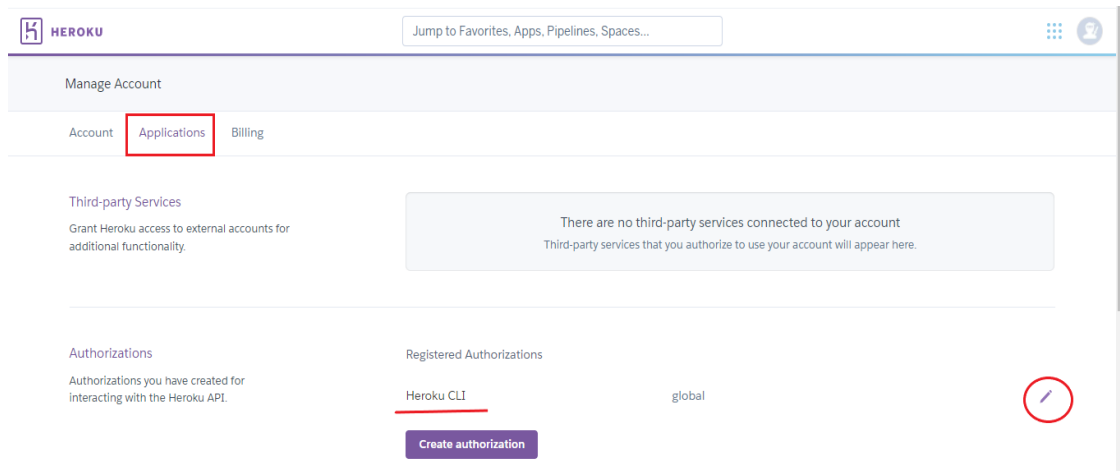 HEROKU
Jump to Favorites, Apps, Pipelines, Spaces...
Manage Account
Account Applications Billing
Third-party Services
Grant Heroku access to external accounts for
additional functionality.
There are no third-party services connected to your account
Third-party services that you authorize to use your account will appear here.
Authorizations
Authorizations you have created for
interacting with the Heroku API.
Registered Authorizations
Heroku CLI global
Create authorization